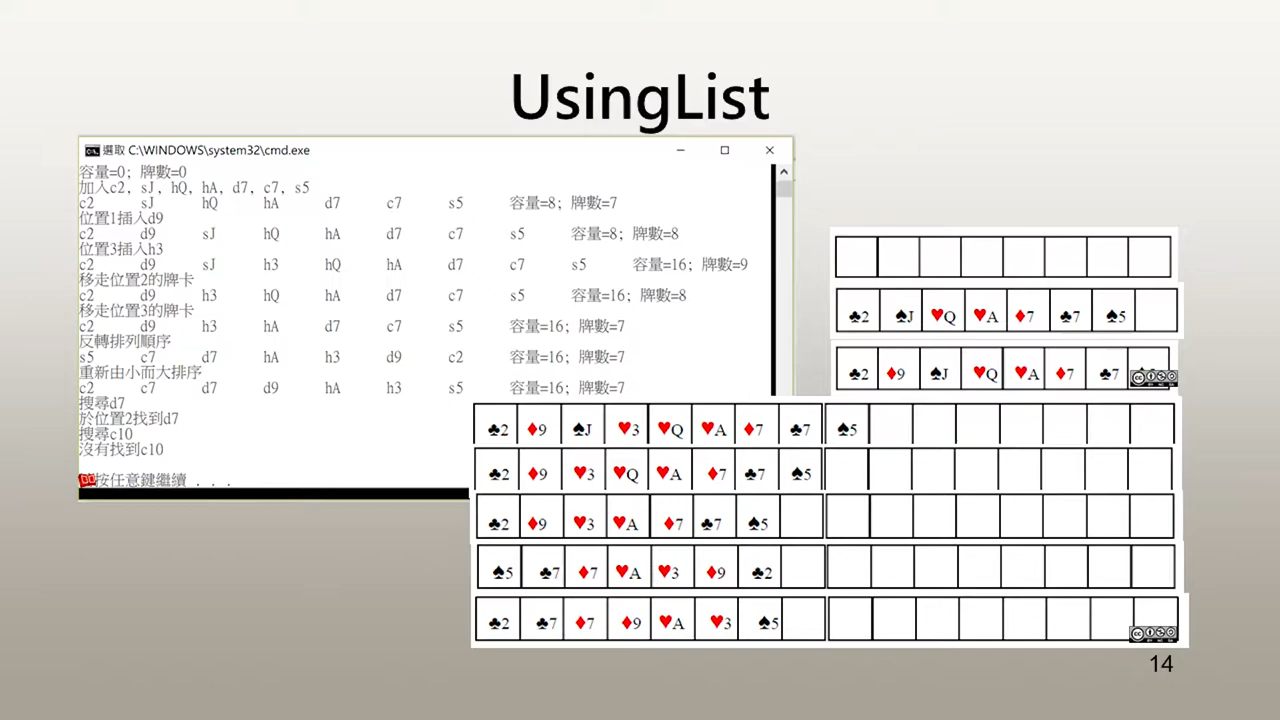 UsingList
選取 C:\WINDOWS\system32\cmd.exe
容量=0; 牌數=0
加入c2, sJ, hQ, hA, d7, c7, s5
c2 sJ hQ hA d7 c7 s5 容量=8; 牌數=7
位置1插入d9
c2 d9 sJ hQ hA d7 c7 s5 容量=8; 牌數=8
位置3插入h3
c2 d9 sJ h3 hQ hA d7 c7 s5 容量=16; 牌數=9
移走位置2的牌卡
c2 d9 h3 hQ hA d7 c7 s5 容量=16; 牌數=8
移走位置3的牌卡
c2 d9 h3 hA d7 c7 s5 容量=16; 牌數=7
反轉排列順序
s5 c7 d7 hA h3 d9 c2 容量=16; 牌數=7
重新由小而大排序
c2 c7 d7 d9 hA h3 s5 容量=16; 牌數=7
搜尋d7
於位置2找到d7
搜尋c10
沒有找到c10
按任意鍵繼續 . . .
♣2 ♠J ♥Q ♥A ♦7 ♣7 ♠5
♣2 ♦9 ♠J ♥Q ♥A ♦7 ♣7
♣2 ♦9 ♠J ♥3 ♥Q ♥A ♦7 ♣7 ♠5
♣2 ♦9 ♥3 ♥Q ♥A ♦7 ♣7 ♠5
♣2 ♦9 ♥3 ♥A ♦7 ♣7 ♠5
♠5 ♣7 ♦7 ♥A ♥3 ♦9 ♣2
♣2 ♣7 ♦7 ♦9 ♥A ♥3 ♠5
14